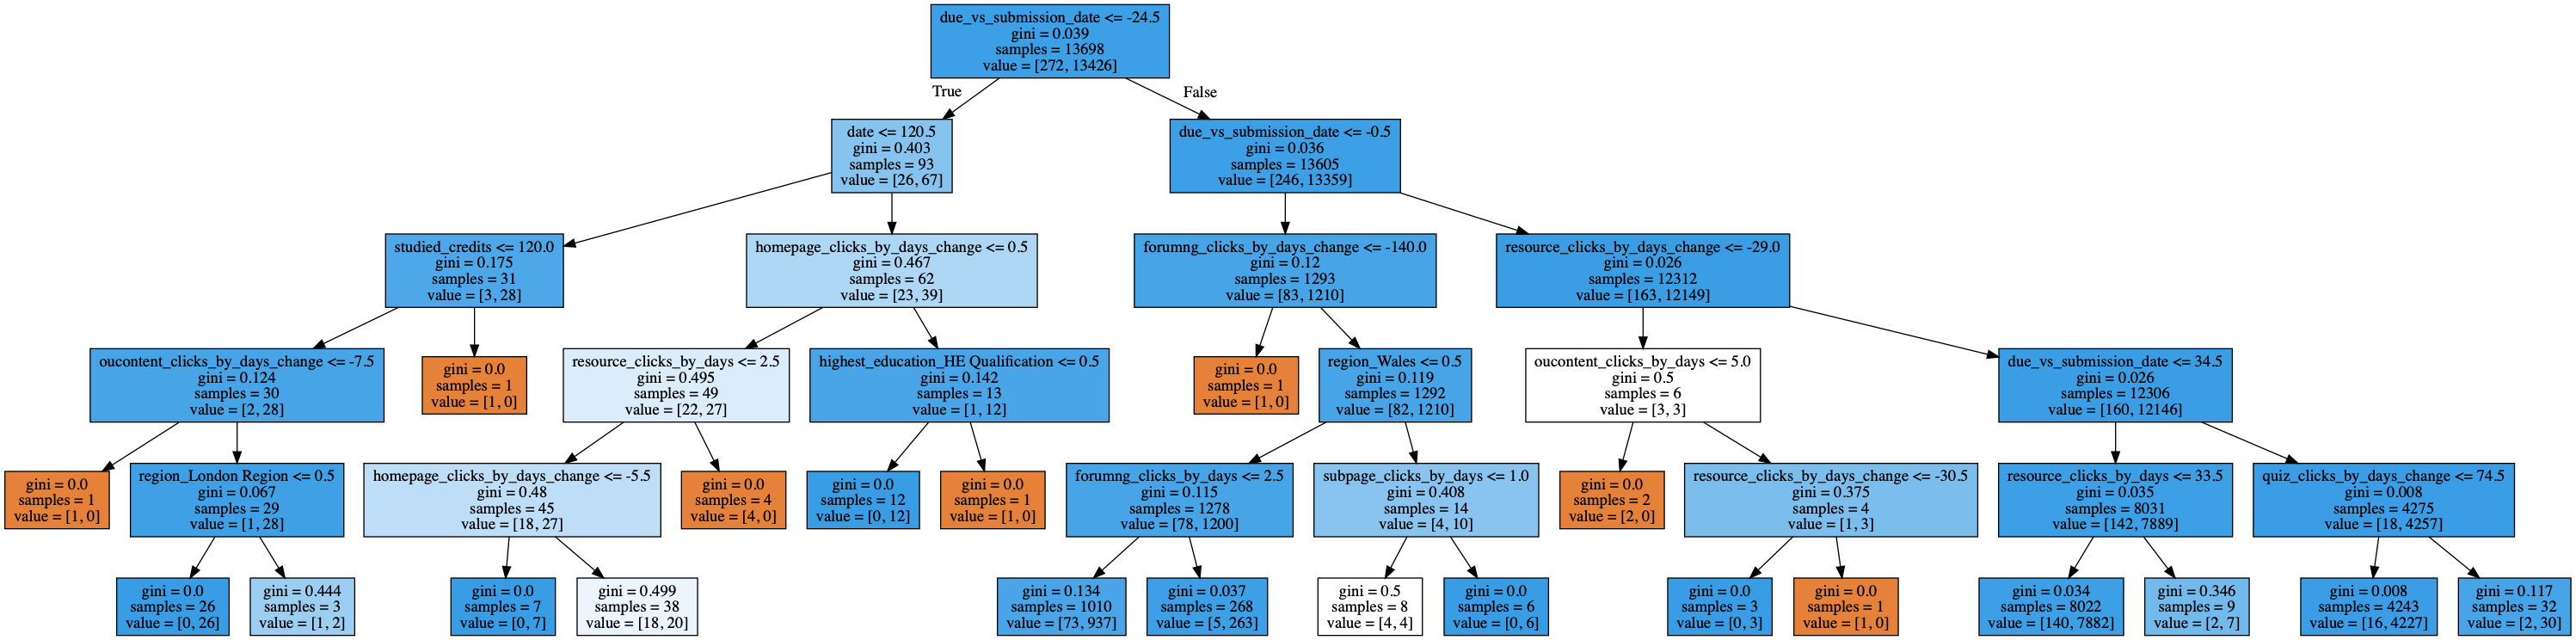 due_vs_submission_date <= -24.5
gini = 0.039
samples = 13698
value = [272, 13426]
True
False
date <= 120.5
gini = 0.403
samples = 93
value = [26, 67]
due_vs_submission_date <= -0.5
gini = 0.036
samples = 13605
value = [246, 13359]
studied_credits <= 120.0
gini = 0.175
samples = 31
value = [3, 28]
homepage_clicks_by_days_change <= 0.5
gini = 0.467
samples = 62
value = [23, 39]
forumng_clicks_by_days_change <= -140.0
gini = 0.12
samples = 1293
value = [83, 1210]
resource_clicks_by_days_change <= -29.0
gini = 0.026
samples = 12312
value = [163, 12149]
oucontent_clicks_by_days_change <= -7.5
gini = 0.124
samples = 30
value = [2, 28]
gini = 0.0
samples = 1
value = [1, 0]
resource_clicks_by_days <= 2.5
gini = 0.495
samples = 49
value = [22, 27]
highest_education_HE Qualification <= 0.5
gini = 0.142
samples = 13
value = [1, 12]
gini = 0.0
samples = 1
value = [1, 0]
region_Wales <= 0.5
gini = 0.119
samples = 1292
value = [82, 1210]
oucontent_clicks_by_days <= 5.0
gini = 0.5
samples = 6
value = [3, 3]
due_vs_submission_date <= 34.5
gini = 0.026
samples = 12306
value = [160, 12146]
gini = 0.0
samples = 1
value = [1, 0]
region_London Region <= 0.5
gini = 0.067
samples = 29
value = [1, 28]
homepage_clicks_by_days_change <= -5.5
gini = 0.48
samples = 45
value = [18, 27]
gini = 0.0
samples = 4
value = [4, 0]
gini = 0.0
samples = 12
value = [0, 12]
gini = 0.0
samples = 1
value = [1, 0]
forumng_clicks_by_days <= 2.5
gini = 0.115
samples = 1278
value = [78, 1200]
subpage_clicks_by_days <= 1.0
gini = 0.408
samples = 14
value = [4, 10]
gini = 0.0
samples = 2
value = [2, 0]
resource_clicks_by_days_change <= -30.5
gini = 0.375
samples = 4
value = [1, 3]
resource_clicks_by_days <= 33.5
gini = 0.035
samples = 8031
value = [142, 7889]
quiz_clicks_by_days_change <= 74.5
gini = 0.008
samples = 4275
value = [18, 4257]
gini = 0.0
samples = 26
value = [0, 26]
gini = 0.444
samples = 3
value = [1, 2]
gini = 0.0
samples = 7
value = [0, 7]
gini = 0.499
samples = 38
value = [18, 20]
gini = 0.134
samples = 1010
value = [73, 937]
gini = 0.037
samples = 268
value = [5, 263]
gini = 0.5
samples = 8
value = [4, 4]
gini = 0.0
samples = 6
value = [0, 6]
gini = 0.0
samples = 3
value = [0, 3]
gini = 0.0
samples = 1
value = [1, 0]
gini = 0.034
samples = 8022
value = [140, 7882]
gini = 0.346
samples = 9
value = [2, 7]
gini = 0.008
samples = 4243
value = [16, 4227]
gini = 0.117
samples = 32
value = [2, 30]